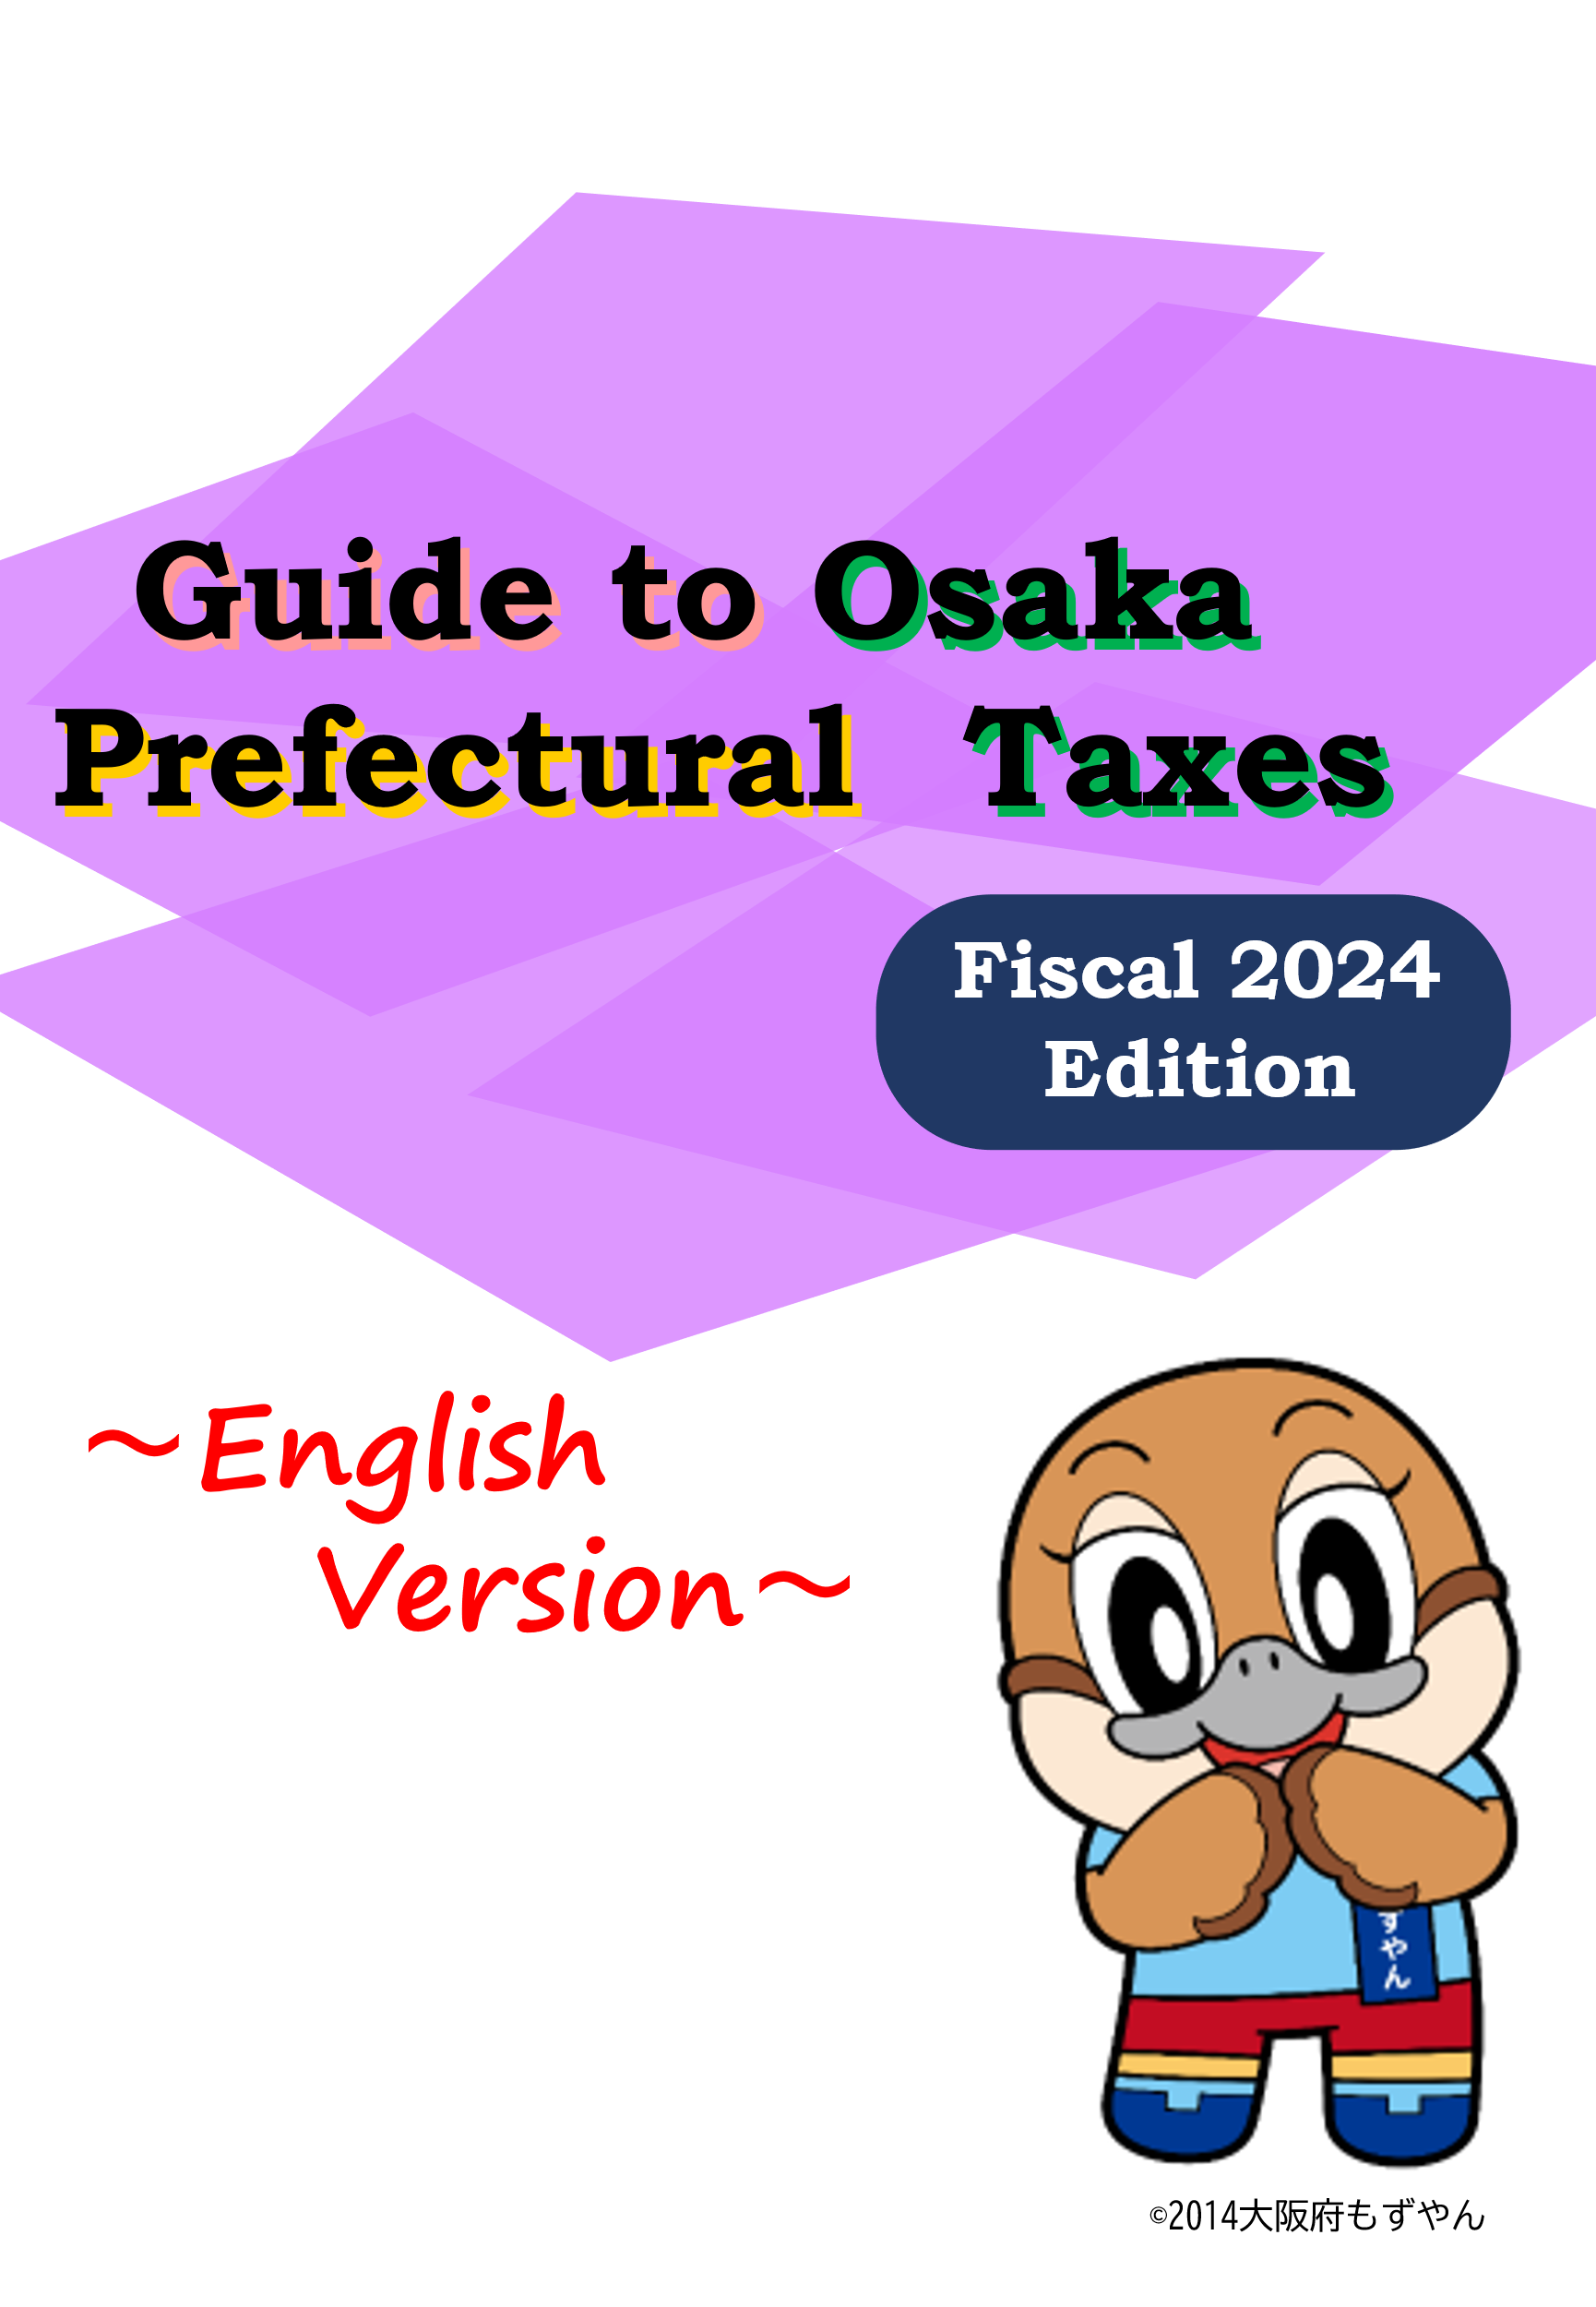 Guide to Osaka
Prefectural Taxes
Fiscal 2024
Edition
～English
Version～
ずやん
©2014大阪府もずやん